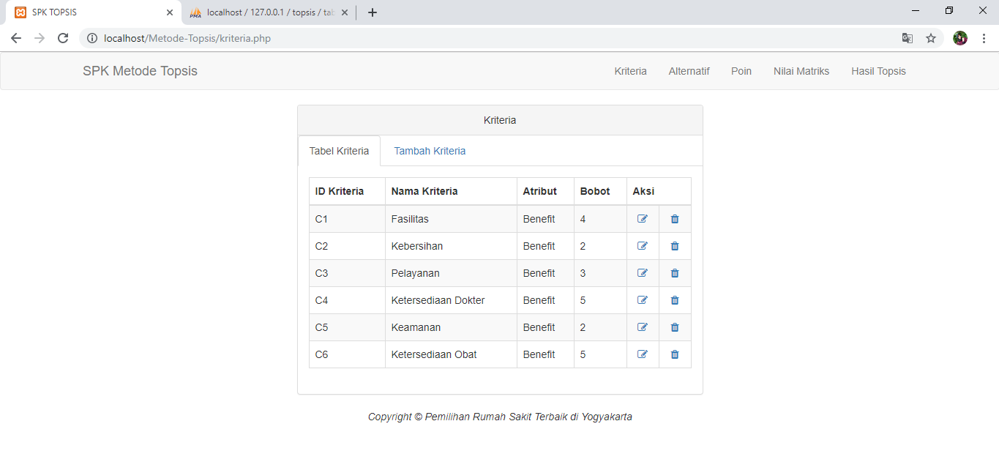 SPK TOPSIS
localhost / 127.0.0.1 / topsis / tab
localhost/Metode-Topsis/kriteria.php
SPK Metode Topsis Kriteria Alternatif Poin Nilai Matriks Hasil Topsis
Kriteria
Tabel Kriteria Tambah Kriteria
ID Kriteria Nama Kriteria Atribut Bobot Aksi
C1 Fasilitas Benefit 4
C2 Kebersihan Benefit 2
C3 Pelayanan Benefit 3
C4 Ketersediaan Dokter Benefit 5
C5 Keamanan Benefit 2
C6 Ketersediaan Obat Benefit 5
Copyright © Pemilihan Rumah Sakit Terbaik di Yogyakarta